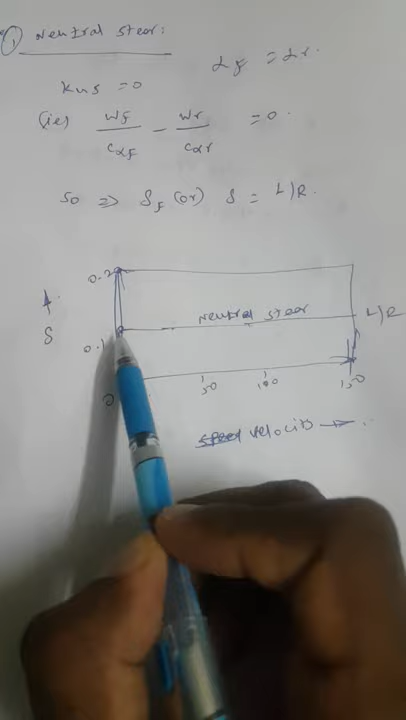 ① Neutral steer:
αf = αr.
Kus = 0
(ie) Wf/Cαf - Wr/Cαr = 0.
so => δf (or) δ = L/R.
0.2
Neutral steer
L/R
δ
0.1
0 50 100 150
velocity →